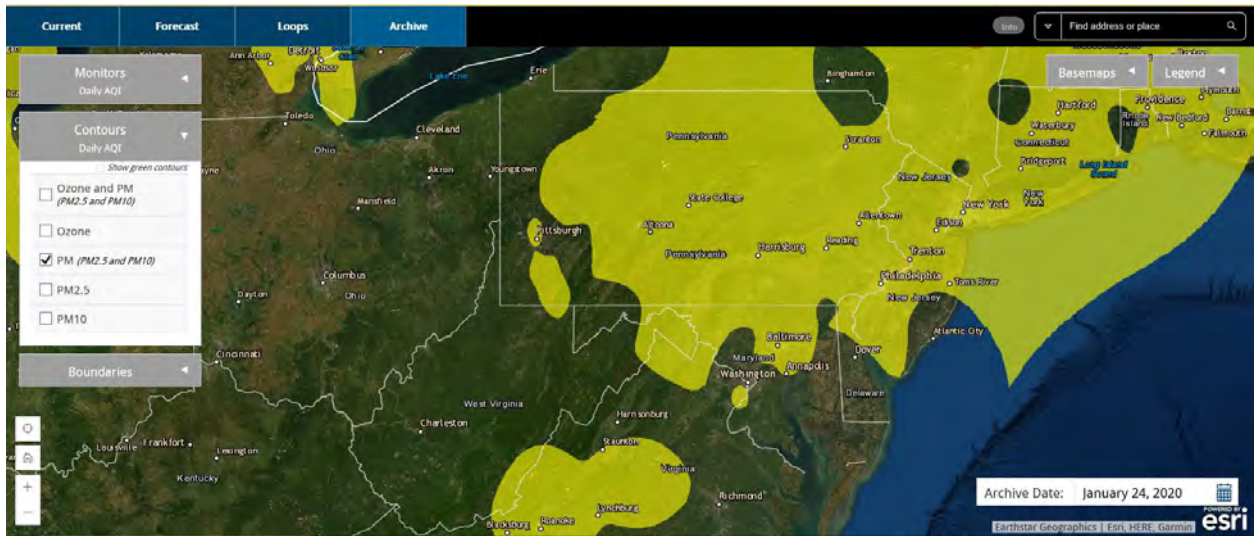 Current
Forecast
Loops
Archive
Info
Find address or place
Monitors
Daily AQI
Contours
Daily AQI
Show green contours
Ozone and PM
(PM2.5 and PM10)
Ozone
PM (PM2.5 and PM10)
PM2.5
PM10
Boundaries
+
−
Basemaps
Legend
Ann Arbor
Detroit
Windsor
Lake Erie
Erie
Binghamton
Toledo
Cleveland
Ohio
Akron
Youngstown
Mansfield
Pennsylvania
Scranton
State College
Altoona
Pittsburgh
Pennsylvania
Harrisburg
Reading
Allentown
New Jersey
New York
New
York
Edison
Trenton
Philadelphia
Toms River
New Jersey
Atlantic City
Hartford
Providence
Plymouth
Waterbury
Rhode
Island
New Bedford
Falmouth
Connecticut
Bridgeport
Long Island
Sound
Columbus
Ohio
Dayton
Cincinnati
Baltimore
Maryland
Annapolis
Washington
Dover
Delaware
West Virginia
Charleston
Harrisonburg
Staunton
Virginia
Richmond
Lynchburg
Roanoke
Blacksburg
Louisville
Frankfort
Lexington
Kentucky
Archive Date: January 24, 2020
Earthstar Geographics | Esri, HERE, Garmin
POWERED BY
esri